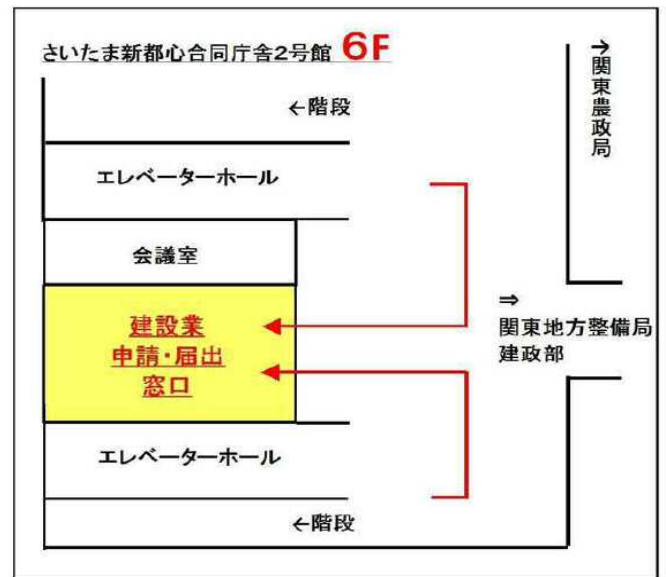 さいたま新都心合同庁舎2号館 6F
←階段
→関東農政局
エレベーターホール
会議室
建設業
申請・届出
窓口
⇒
関東地方整備局
建政部
エレベーターホール
←階段